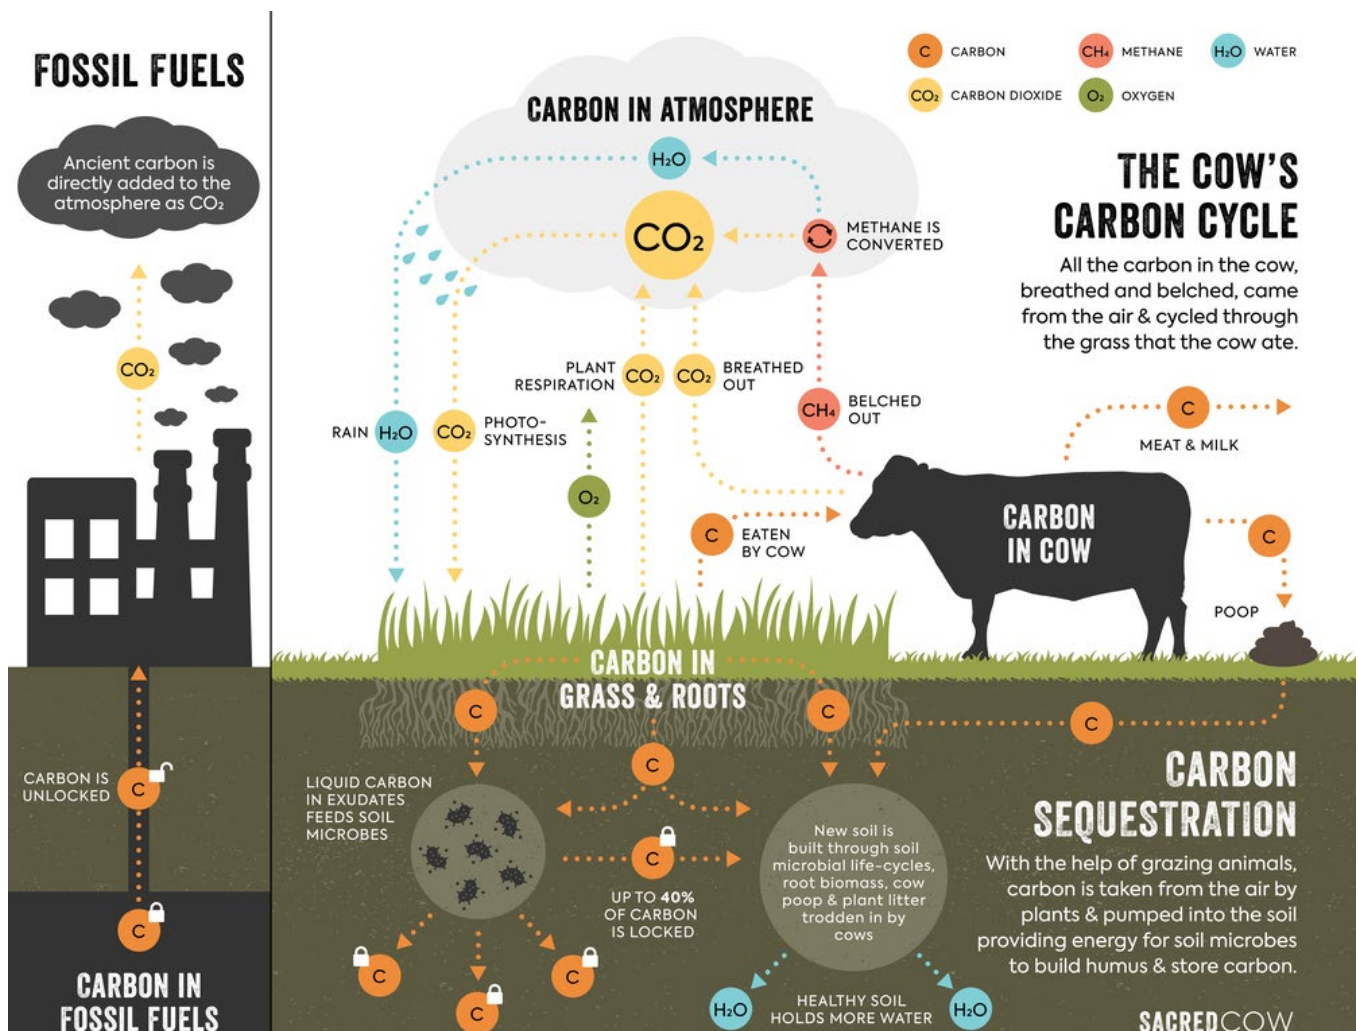 FOSSIL FUELS
Ancient carbon is
directly added to the
atmosphere as CO₂
CO₂
CARBON IS
UNLOCKED
C
C
CARBON IN
FOSSIL FUELS
C CARBON
CH₄ METHANE
H₂O WATER
CO₂ CARBON DIOXIDE
O₂ OXYGEN
CARBON IN ATMOSPHERE
H₂O
CO₂
METHANE IS
CONVERTED
THE COW'S
CARBON CYCLE
All the carbon in the cow,
breathed and belched, came
from the air & cycled through
the grass that the cow ate.
RAIN
H₂O
CO₂
PHOTO-
SYNTHESIS
O₂
PLANT
RESPIRATION
CO₂
CO₂
BREATHED
OUT
CH₄
BELCHED
OUT
C
MEAT & MILK
C
EATEN
BY COW
CARBON
IN COW
C
POOP
CARBON IN
GRASS & ROOTS
C
C
C
C
LIQUID CARBON
IN EXUDATES
FEEDS SOIL
MICROBES
C
UP TO 40%
OF CARBON
IS LOCKED
New soil is
built through soil
microbial life-cycles,
root biomass, cow
poop & plant litter
trodden in by
cows
C
C
C
H₂O
HEALTHY SOIL
HOLDS MORE WATER
H₂O
CARBON
SEQUESTRATION
With the help of grazing animals,
carbon is taken from the air by
plants & pumped into the soil
providing energy for soil microbes
to build humus & store carbon.
SACREDCOW